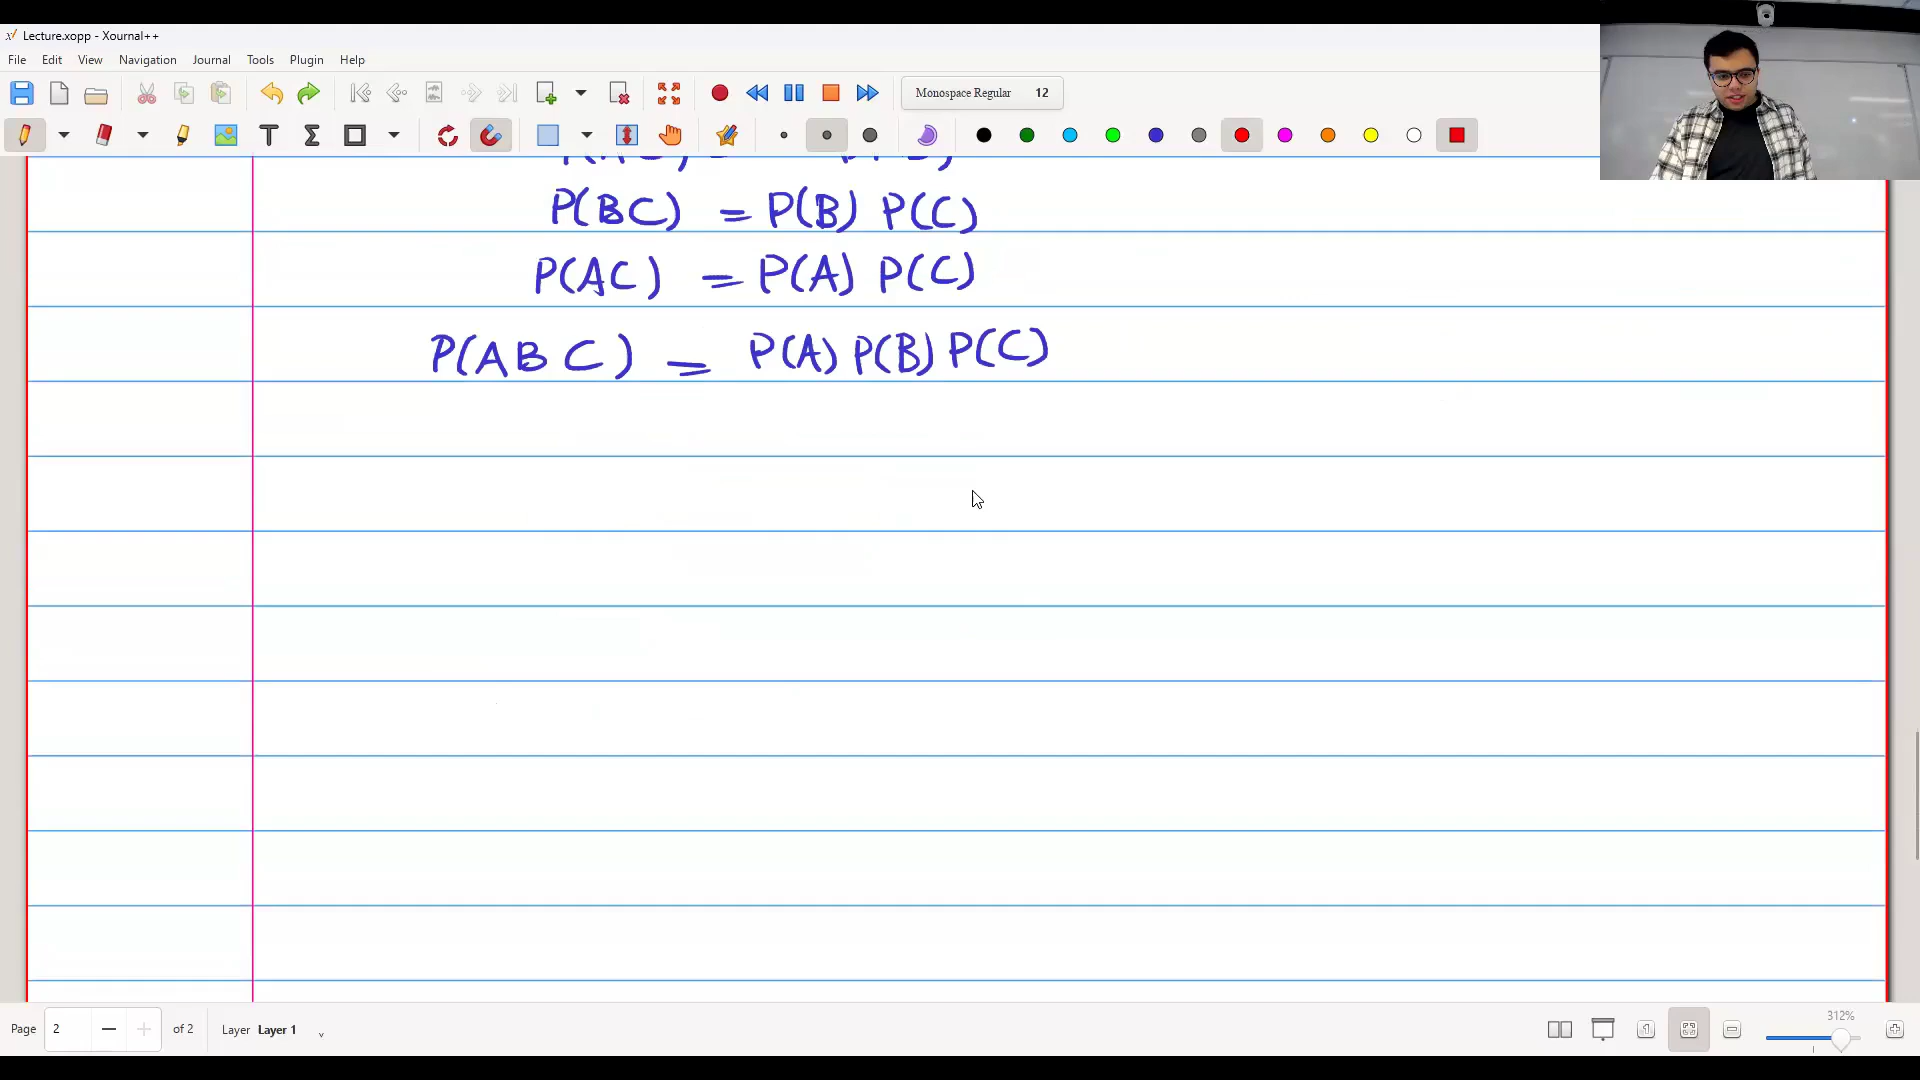 Lecture.xopp - Xournal++
File Edit View Navigation Journal Tools Plugin Help
Monospace Regular 12
P(BC) = P(B) P(C)
P(AC) = P(A) P(C)
P(ABC) = P(A) P(B) P(C)
Page 2 of 2 Layer Layer 1
312%